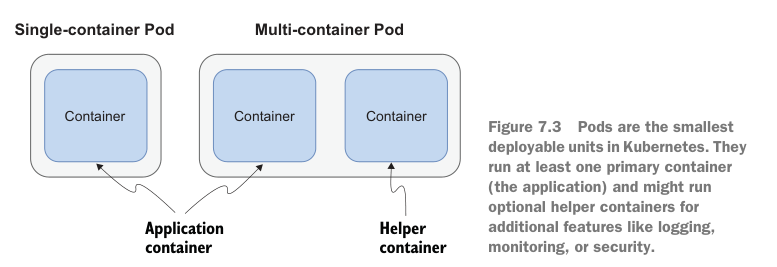 Single-container Pod
Multi-container Pod
Container
Container
Container
Application
container
Helper
container
Figure 7.3 Pods are the smallest
deployable units in Kubernetes. They
run at least one primary container
(the application) and might run
optional helper containers for
additional features like logging,
monitoring, or security.